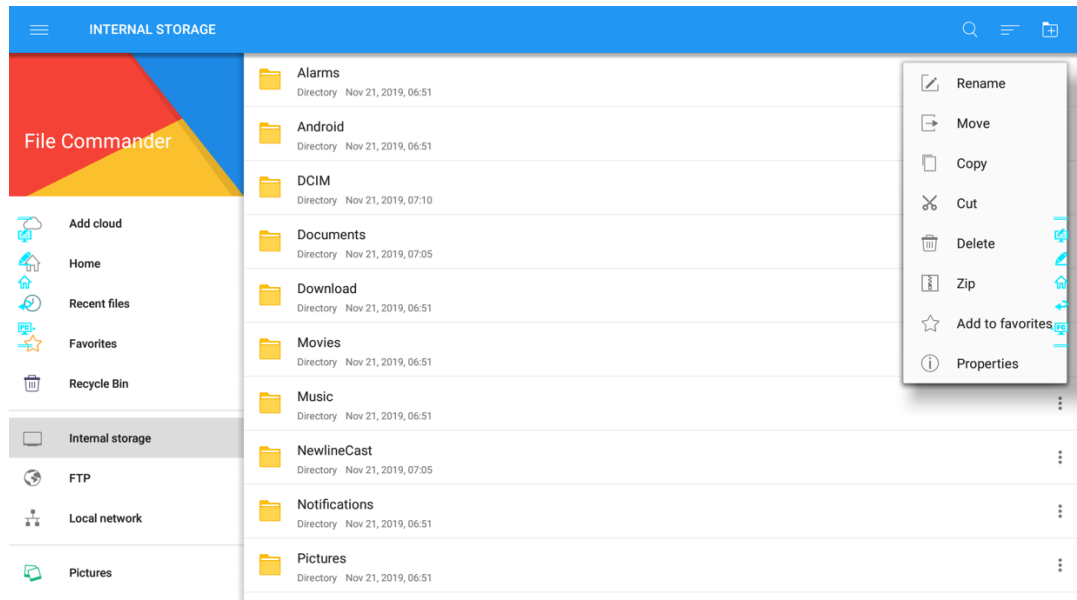 INTERNAL STORAGE
File Commander
Add cloud
Home
Recent files
Favorites
Recycle Bin
Internal storage
FTP
Local network
Pictures
Alarms
Directory Nov 21, 2019, 06:51
Android
Directory Nov 21, 2019, 06:51
DCIM
Directory Nov 21, 2019, 07:10
Documents
Directory Nov 21, 2019, 07:05
Download
Directory Nov 21, 2019, 06:51
Movies
Directory Nov 21, 2019, 06:51
Music
Directory Nov 21, 2019, 06:51
NewlineCast
Directory Nov 21, 2019, 07:05
Notifications
Directory Nov 21, 2019, 06:51
Pictures
Directory Nov 21, 2019, 06:51
Rename
Move
Copy
Cut
Delete
Zip
Add to favorites
Properties